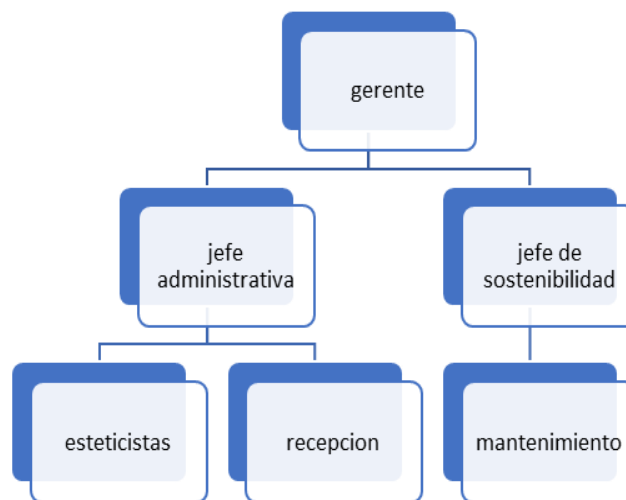 gerente
jefe
administrativa
jefe de
sostenibilidad
esteticistas
recepcion
mantenimiento